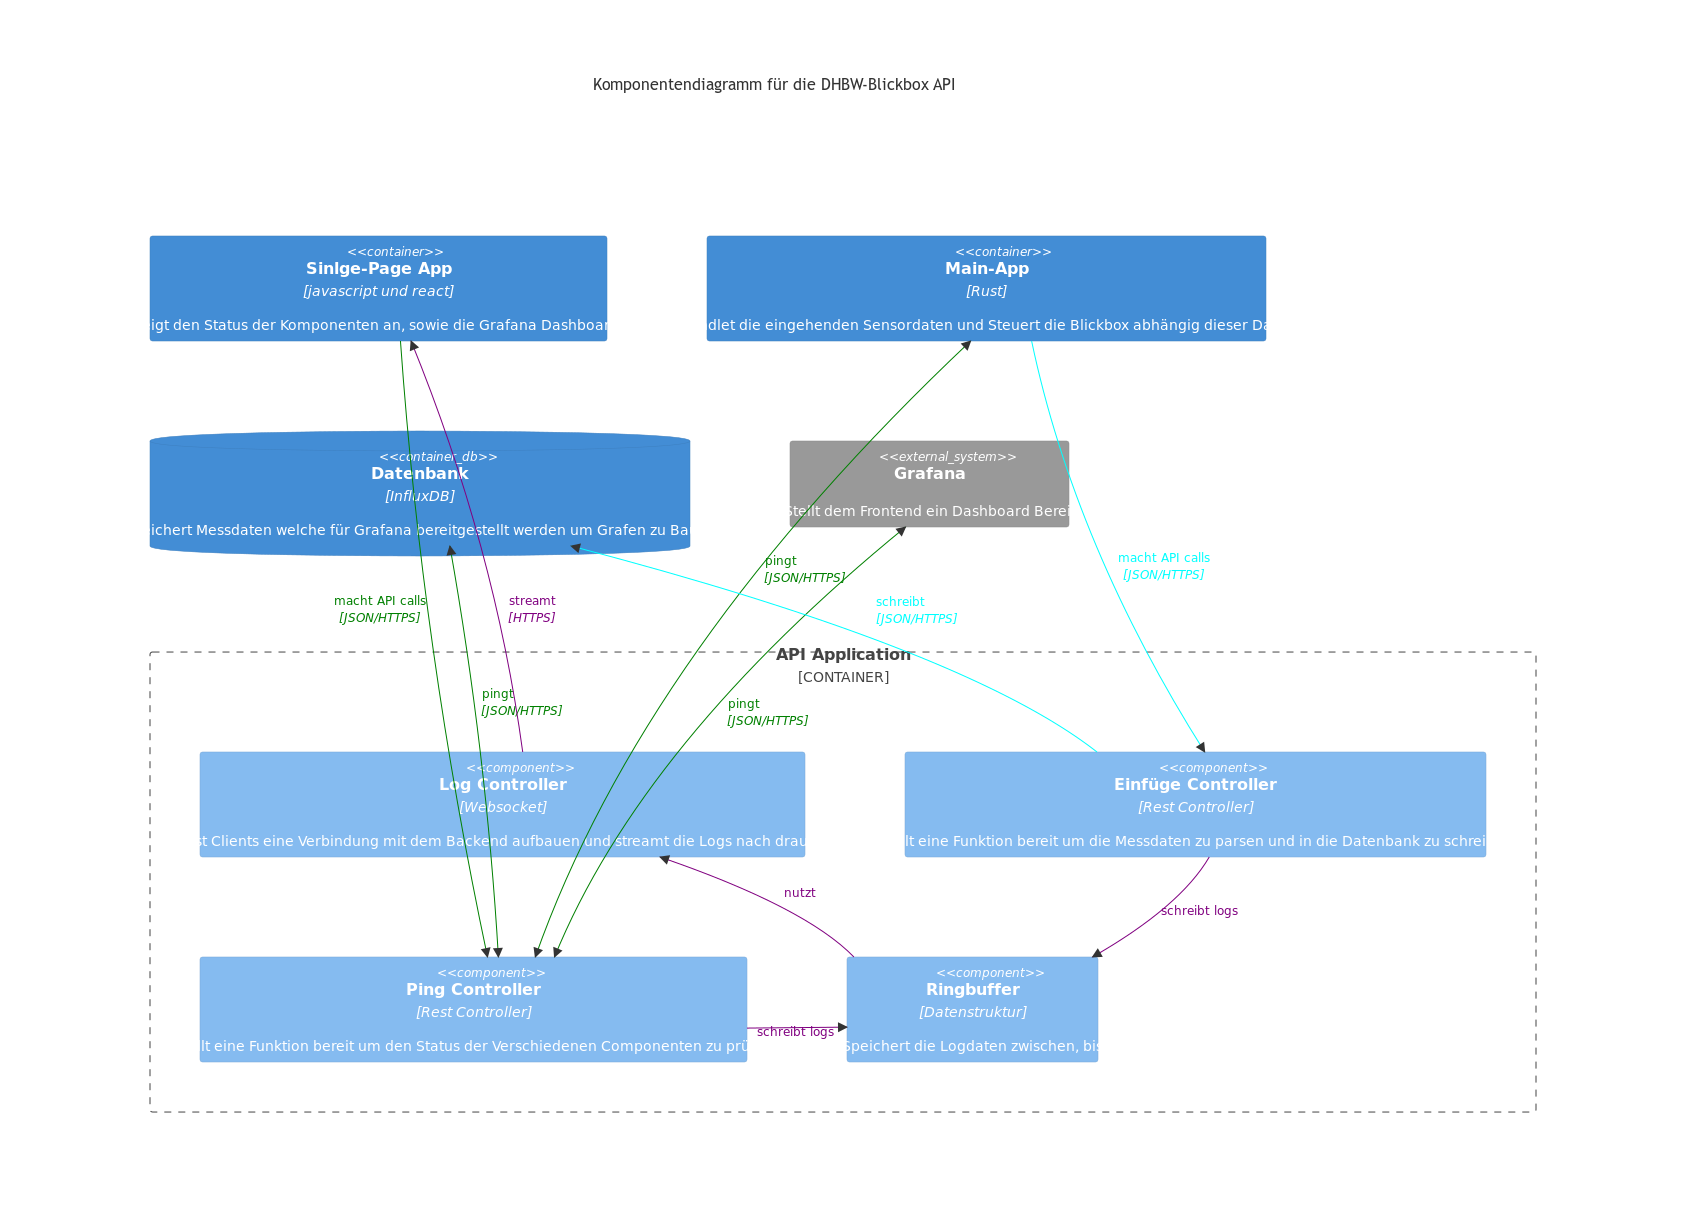 Komponentendiagramm für die DHBW-Blickbox API
<<container>>
Sinlge-Page App
[javascript und react]
igt den Status der Komponenten an, sowie die Grafana Dashboar
<<container>>
Main-App
[Rust]
dlet die eingehenden Sensordaten und Steuert die Blickbox abhängig dieser Da
<<container_db>>
Datenbank
[InfluxDB]
ichert Messdaten welche für Grafana bereitgestellt werden um Grafen zu Bau
<<external_system>>
Grafana
Stellt dem Frontend ein Dashboard Berei
pingt
[JSON/HTTPS]
macht API calls
[JSON/HTTPS]
macht API calls
[JSON/HTTPS]
streamt
[HTTPS]
schreibt
[JSON/HTTPS]
API Application
[CONTAINER]
pingt
[JSON/HTTPS]
pingt
[JSON/HTTPS]
<<component>>
Log Controller
[Websocket]
st Clients eine Verbindung mit dem Backend aufbauen und streamt die Logs nach drau
<<component>>
Einfüge Controller
[Rest Controller]
lt eine Funktion bereit um die Messdaten zu parsen und in die Datenbank zu schrei
nutzt
schreibt logs
<<component>>
Ping Controller
[Rest Controller]
lt eine Funktion bereit um den Status der Verschiedenen Componenten zu prü
schreibt logs
<<component>>
Ringbuffer
[Datenstruktur]
Speichert die Logdaten zwischen, bis